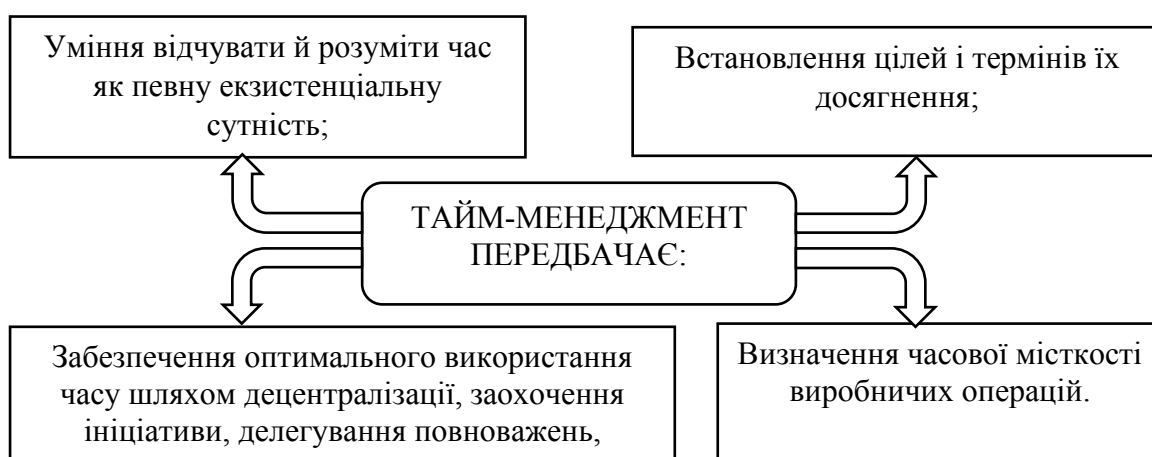 Уміння відчувати й розуміти час
як певну екзистенціальну
сутність;
Встановлення цілей і термінів їх
досягнення;
ТАЙМ-МЕНЕДЖМЕНТ
ПЕРЕДБАЧАЄ:
Забезпечення оптимального використання
часу шляхом децентралізації, заохочення
ініціативи, делегування повноважень,
Визначення часової місткості
виробничих операцій.